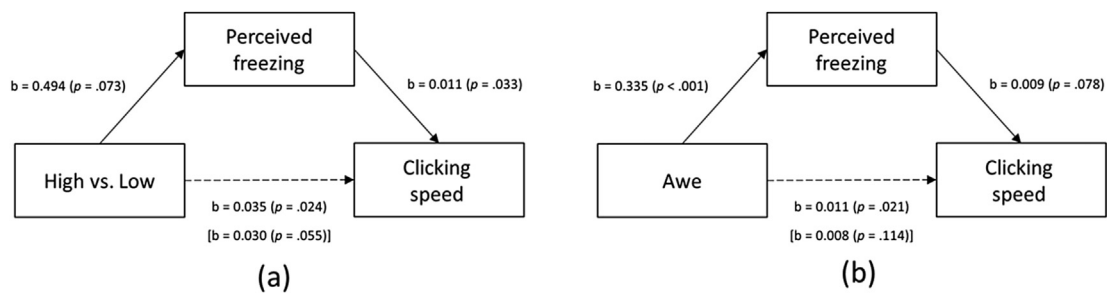 Perceived
freezing
b = 0.494 (p = .073)
b = 0.011 (p = .033)
High vs. Low
Clicking
speed
b = 0.035 (p = .024)
[b = 0.030 (p = .055)]
(a)
Perceived
freezing
b = 0.335 (p < .001)
b = 0.009 (p = .078)
Awe
Clicking
speed
b = 0.011 (p = .021)
[b = 0.008 (p = .114)]
(b)